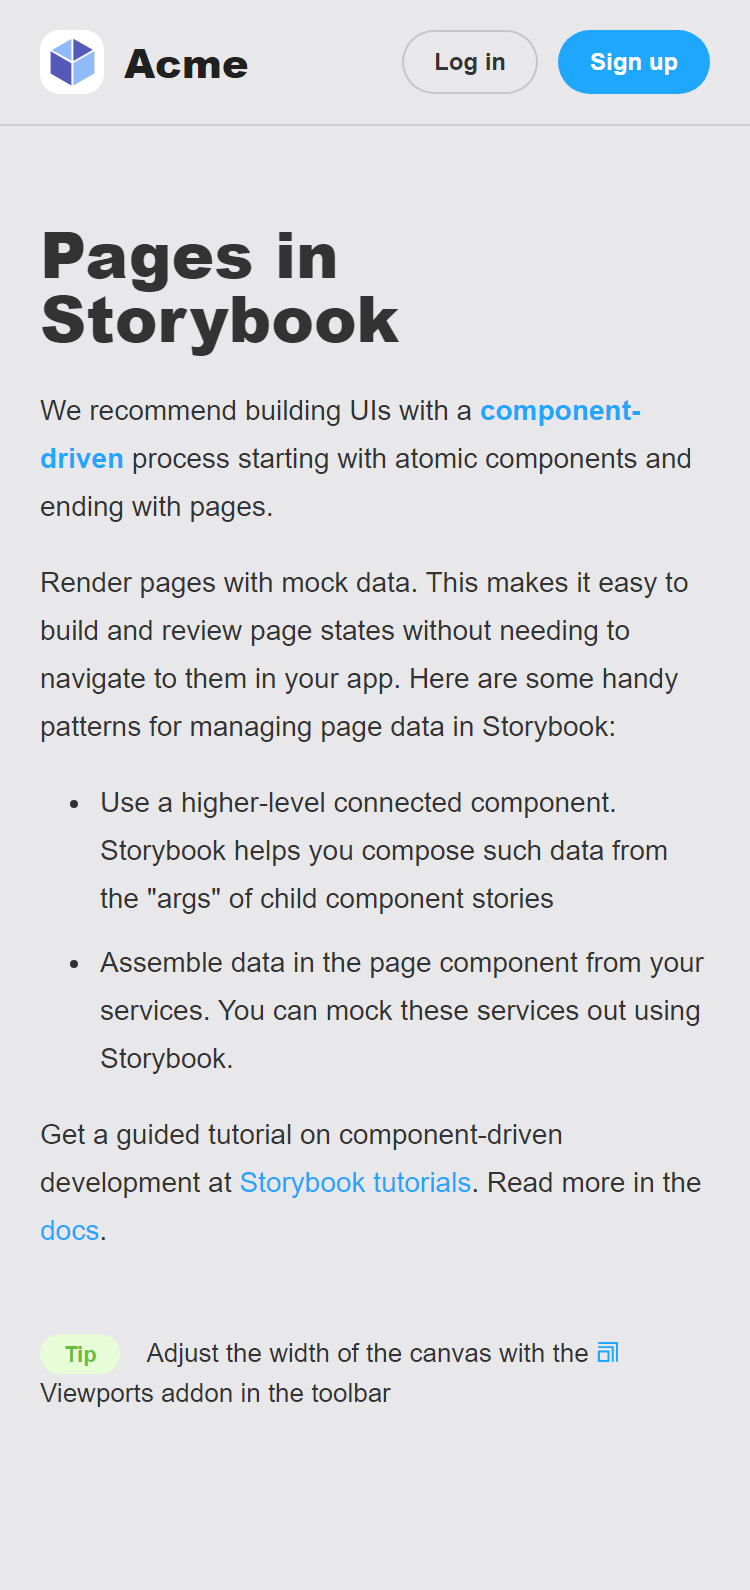 Acme
Log in
Sign up
Pages in
Storybook
We recommend building UIs with a component-
driven process starting with atomic components and
ending with pages.
Render pages with mock data. This makes it easy to
build and review page states without needing to
navigate to them in your app. Here are some handy
patterns for managing page data in Storybook:
• Use a higher-level connected component.
Storybook helps you compose such data from
the "args" of child component stories
• Assemble data in the page component from your
services. You can mock these services out using
Storybook.
Get a guided tutorial on component-driven
development at Storybook tutorials. Read more in the
docs.
Tip Adjust the width of the canvas with the
Viewports addon in the toolbar